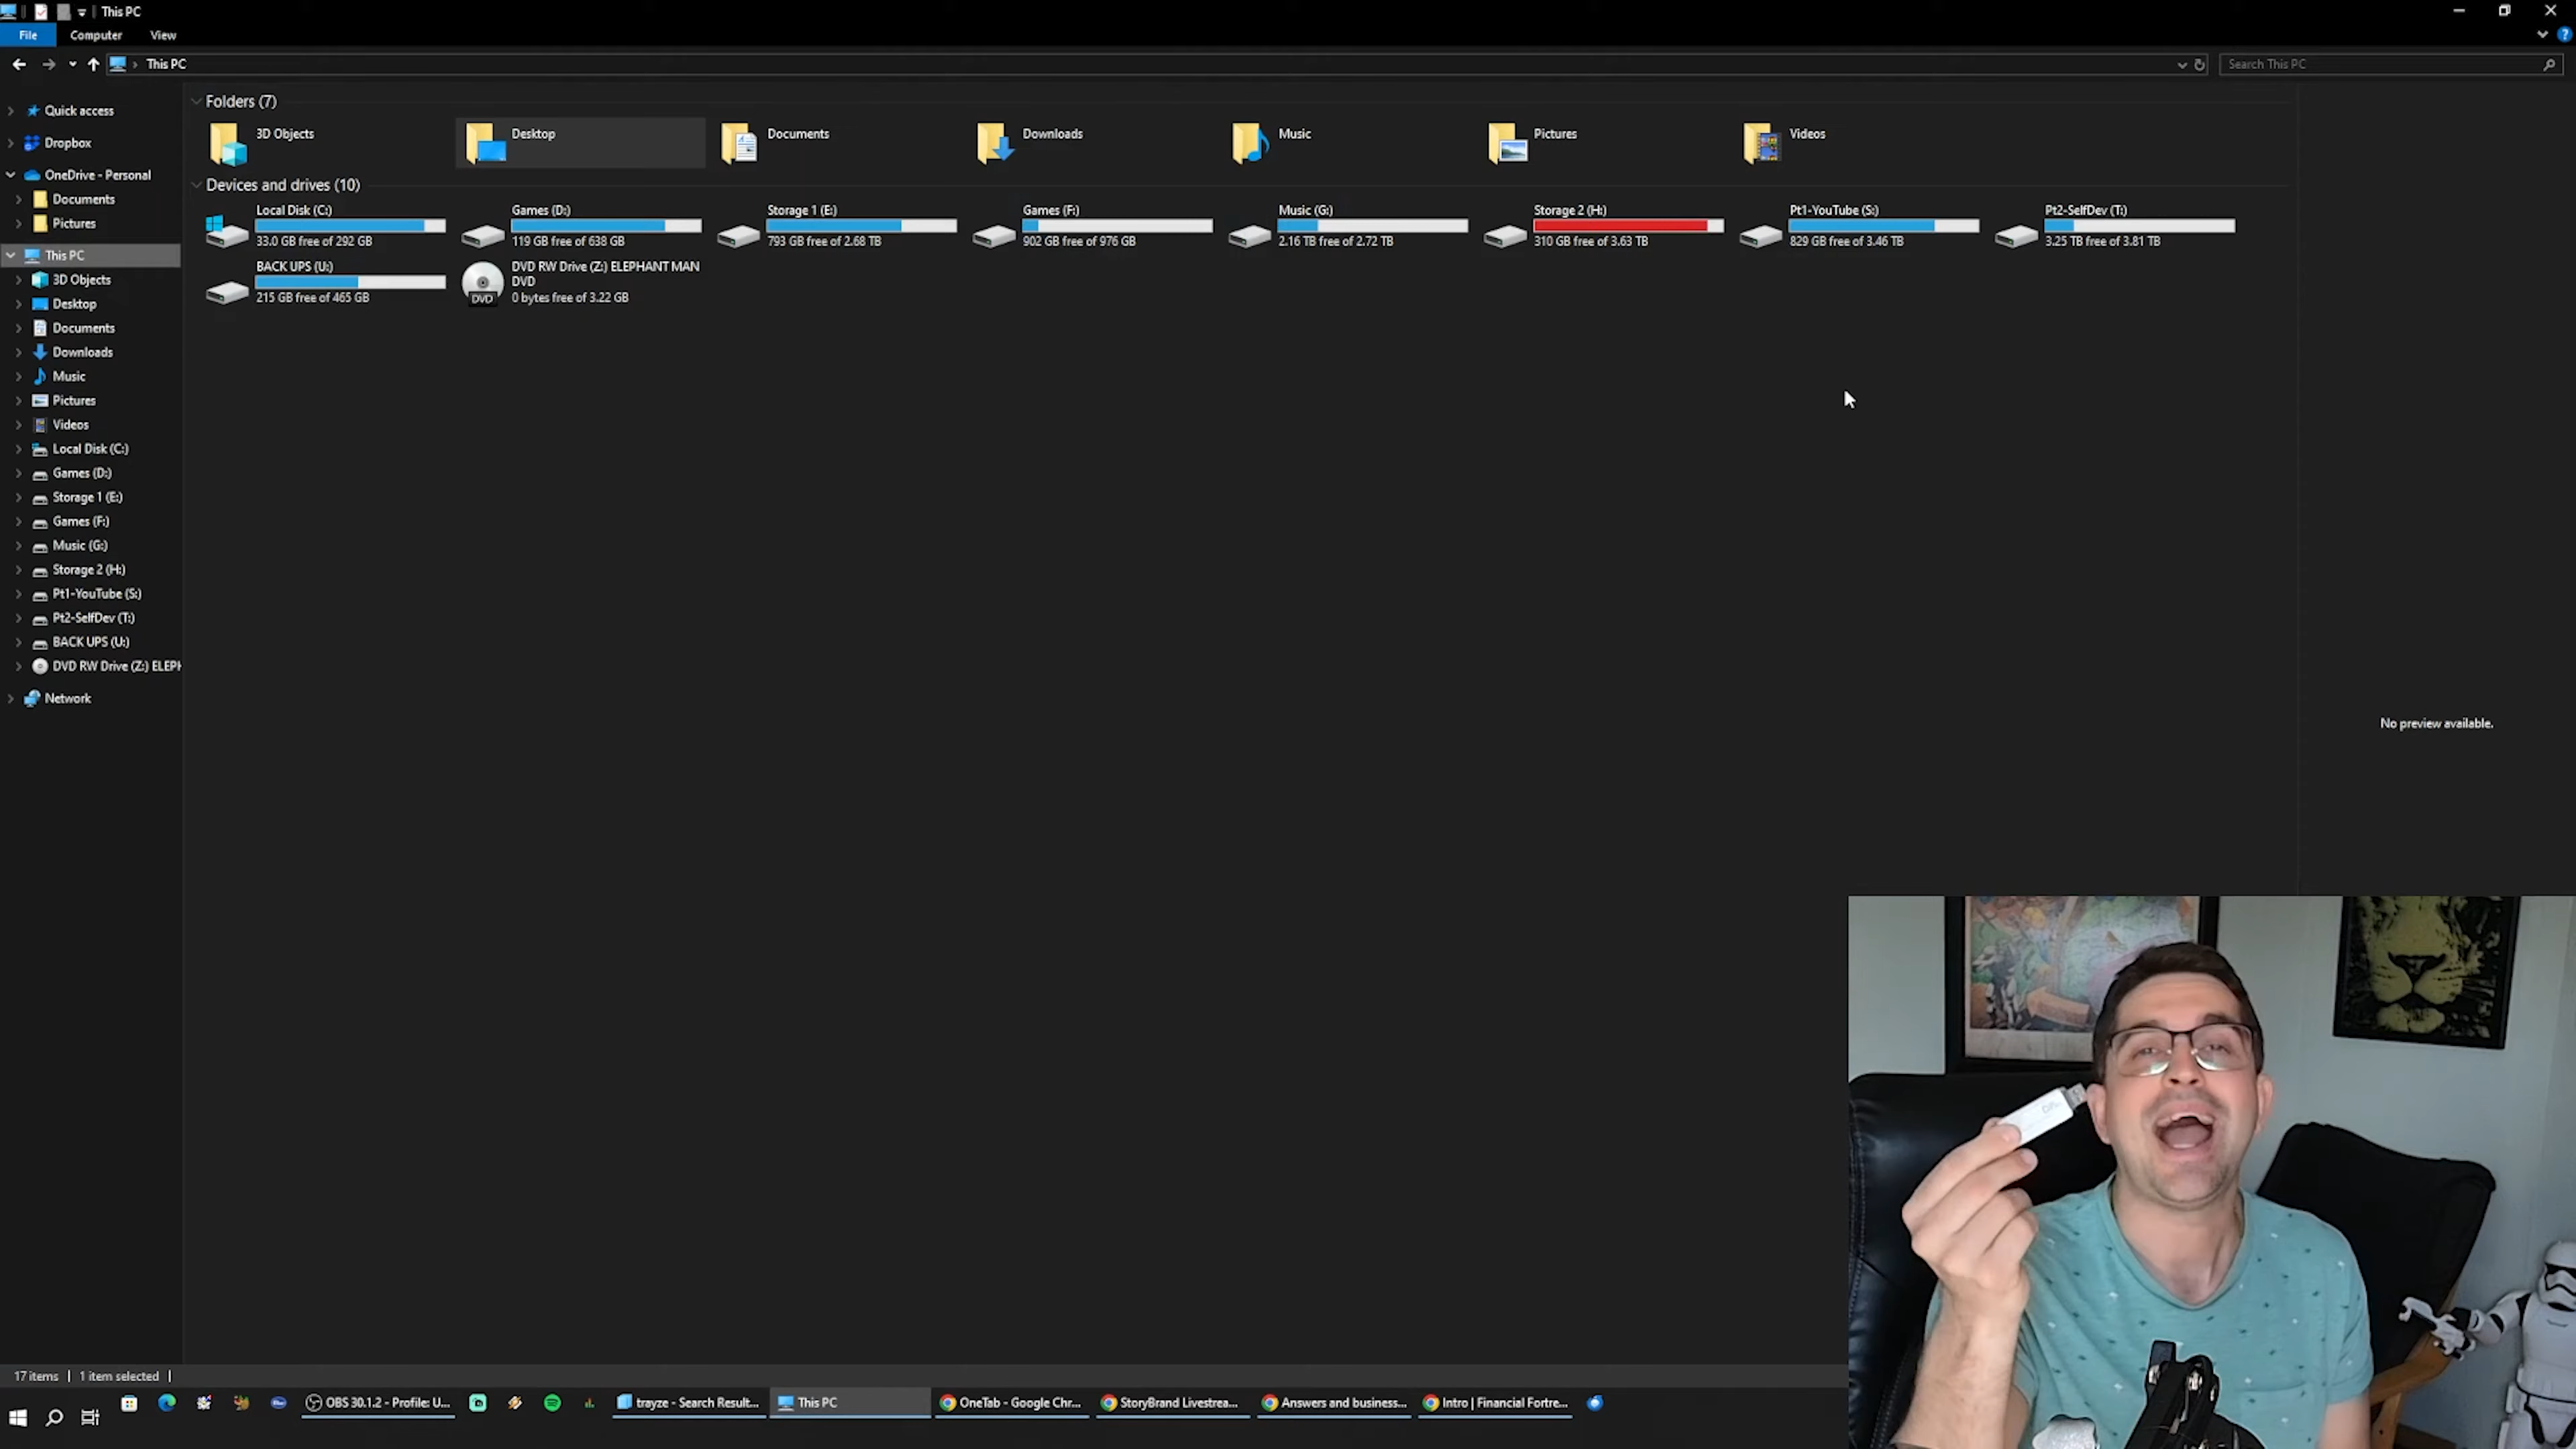 This PC
File
Computer
View
This PC
Search This PC
Quick access
Dropbox
OneDrive - Personal
Documents
Pictures
This PC
3D Objects
Desktop
Documents
Downloads
Music
Pictures
Videos
Local Disk (C:)
Games (D:)
Storage 1 (E:)
Games (F:)
Music (G:)
Storage 2 (H:)
Pt1-YouTube (S:)
Pt2-SelfDev (T:)
BACK UPS (U:)
DVD RW Drive (Z:) ELEPH
Network
Folders (7)
3D Objects
Desktop
Documents
Downloads
Music
Pictures
Videos
Devices and drives (10)
Local Disk (C:)
33.0 GB free of 292 GB
Games (D:)
119 GB free of 638 GB
Storage 1 (E:)
793 GB free of 2.68 TB
Games (F:)
902 GB free of 976 GB
Music (G:)
2.16 TB free of 2.72 TB
Storage 2 (H:)
310 GB free of 3.63 TB
Pt1-YouTube (S:)
829 GB free of 3.46 TB
Pt2-SelfDev (T:)
3.25 TB free of 3.81 TB
BACK UPS (U:)
215 GB free of 465 GB
DVD RW Drive (Z:) ELEPHANT MAN
DVD
0 bytes free of 3.22 GB
DVD
No preview available.
17 items
1 item selected
OBS 30.1.2 - Profile: U...
trayze - Search Result...
This PC
OneTab - Google Chr...
StoryBrand Livestrea...
Answers and business...
Intro | Financial Fortre...